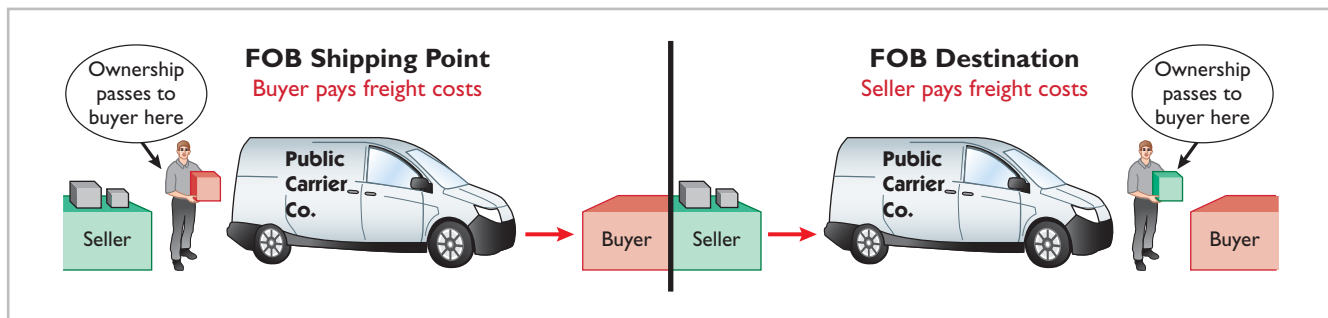 FOB Shipping Point
Buyer pays freight costs
Ownership
passes to
buyer here
Public
Carrier
Co.
Seller
Buyer
FOB Destination
Seller pays freight costs
Ownership
passes to
buyer here
Public
Carrier
Co.
Seller
Buyer